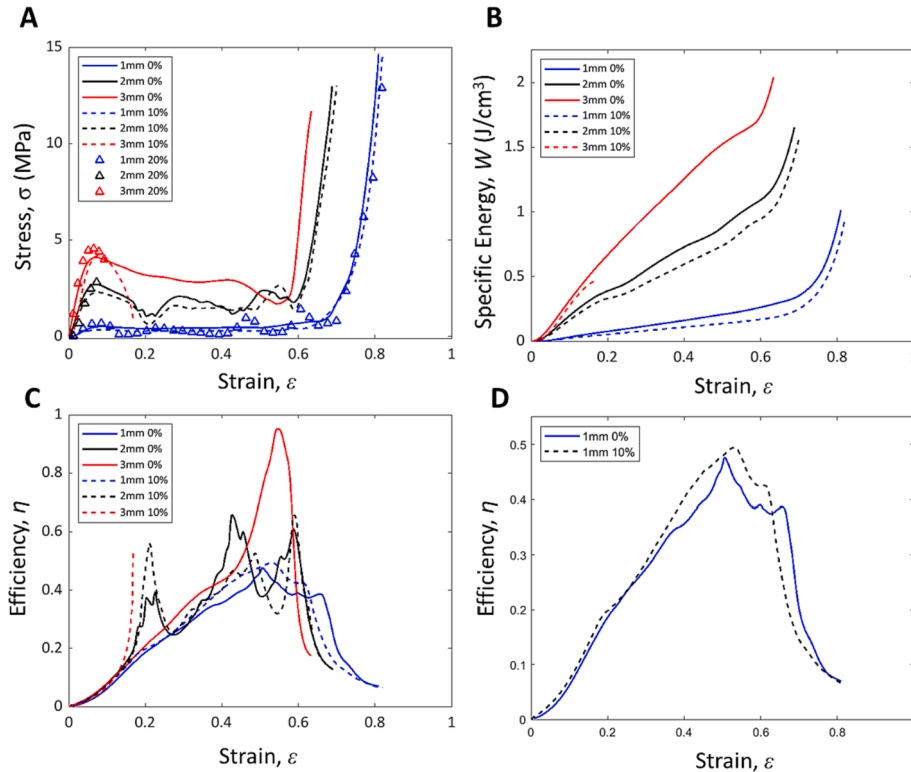 A
15
10
5
0
0
0.2
0.4
0.6
0.8
1
Stress, σ (MPa)
Strain, ε
1mm 0%
2mm 0%
3mm 0%
1mm 10%
2mm 10%
3mm 10%
1mm 20%
2mm 20%
3mm 20%
B
2
1.5
1
0.5
0
0
0.2
0.4
0.6
0.8
1
Specific Energy, W (J/cm³)
Strain, ε
1mm 0%
2mm 0%
3mm 0%
1mm 10%
2mm 10%
3mm 10%
C
1
0.8
0.6
0.4
0.2
0
0
0.2
0.4
0.6
0.8
1
Efficiency, η
Strain, ε
1mm 0%
2mm 0%
3mm 0%
1mm 10%
2mm 10%
3mm 10%
D
0.5
0.4
0.3
0.2
0.1
0
0
0.2
0.4
0.6
0.8
1
Efficiency, η
Strain, ε
1mm 0%
1mm 10%